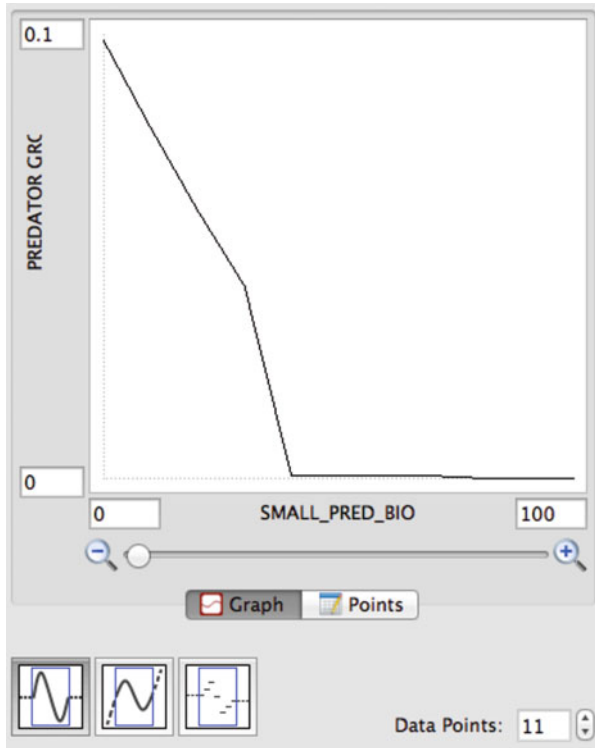 0.1
PREDATOR GRC
0
0 SMALL_PRED_BIO 100
Graph Points
Data Points: 11